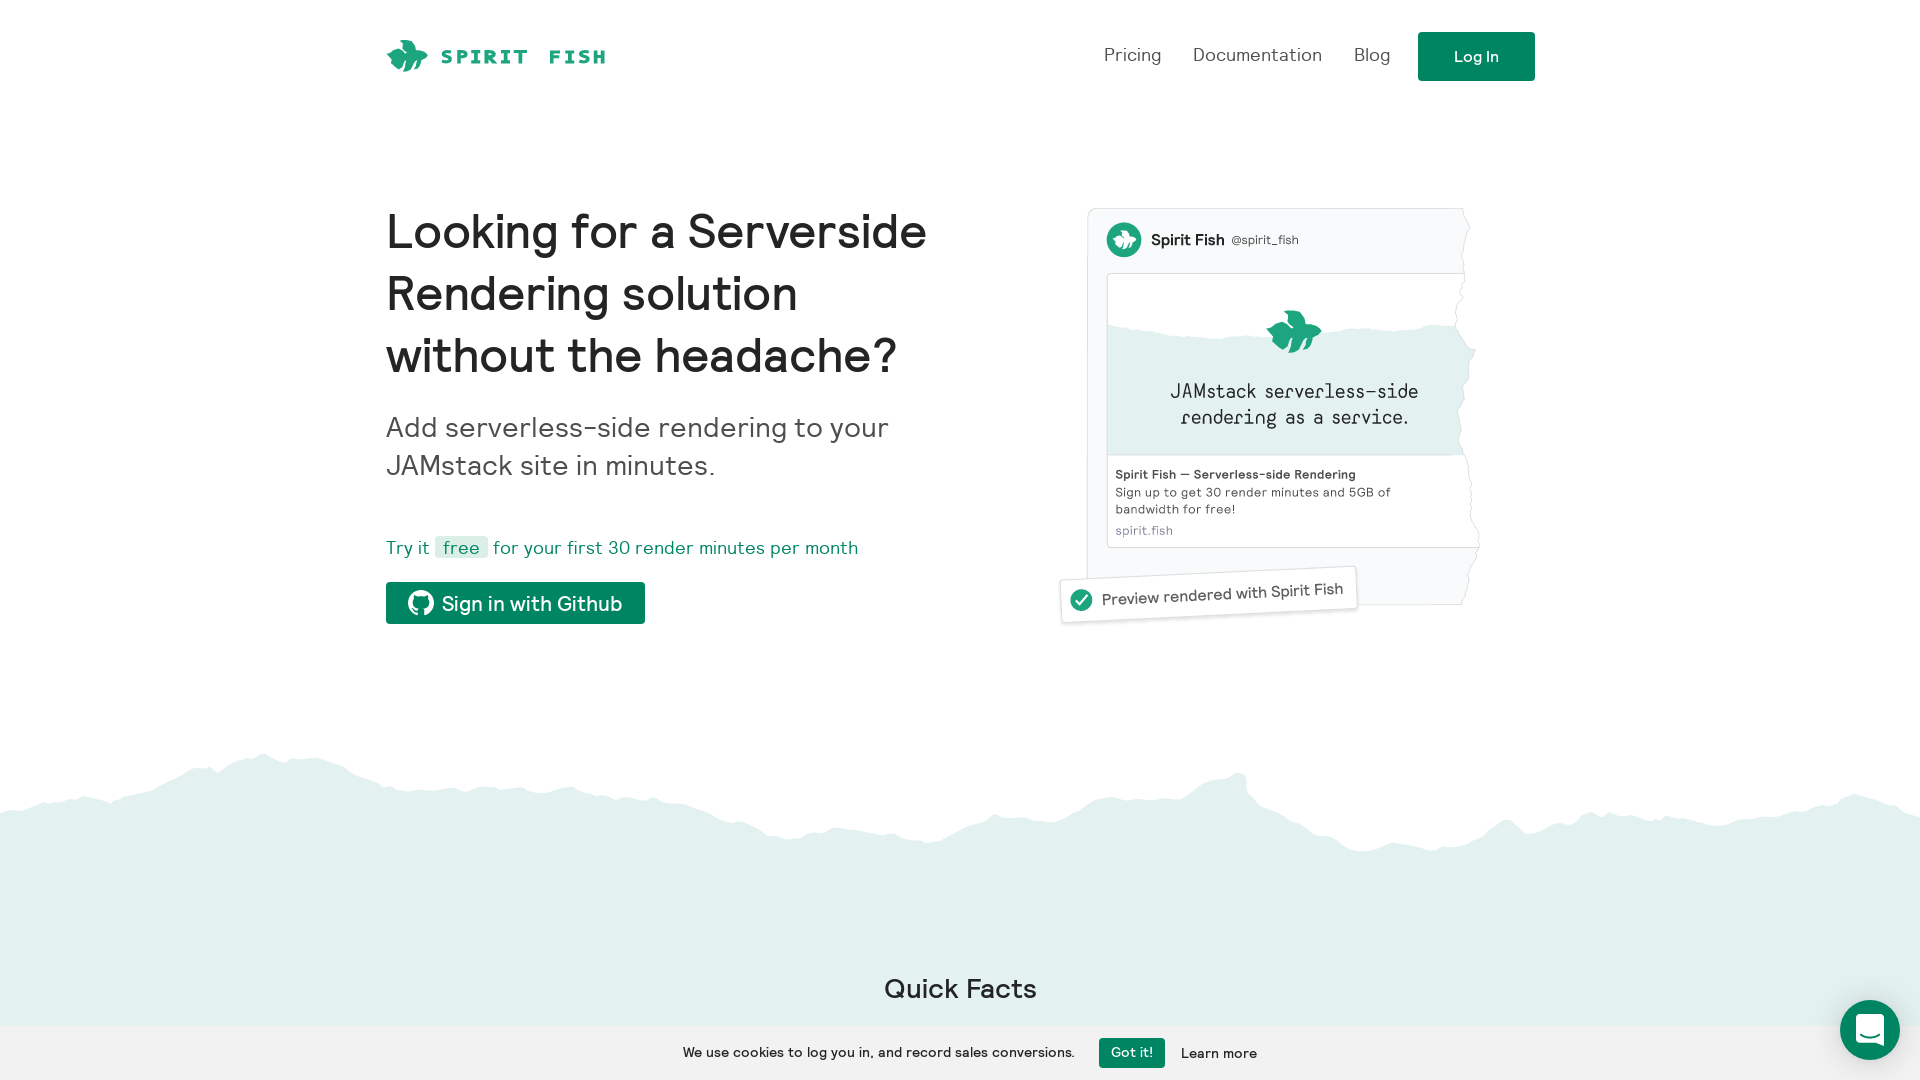 SPIRIT FISH
Pricing
Documentation
Blog
Log In
Looking for a Serverside
Rendering solution
without the headache?
Add serverless-side rendering to your
JAMstack site in minutes.
Try it free for your first 30 render minutes per month
Sign in with Github
Spirit Fish @spirit_fish
JAMstack serverless-side
rendering as a service.
Spirit Fish — Serverless-side Rendering
Sign up to get 30 render minutes and 5GB of
bandwidth for free!
spirit.fish
Preview rendered with Spirit Fish
Quick Facts
We use cookies to log you in, and record sales conversions.
Got it!
Learn more